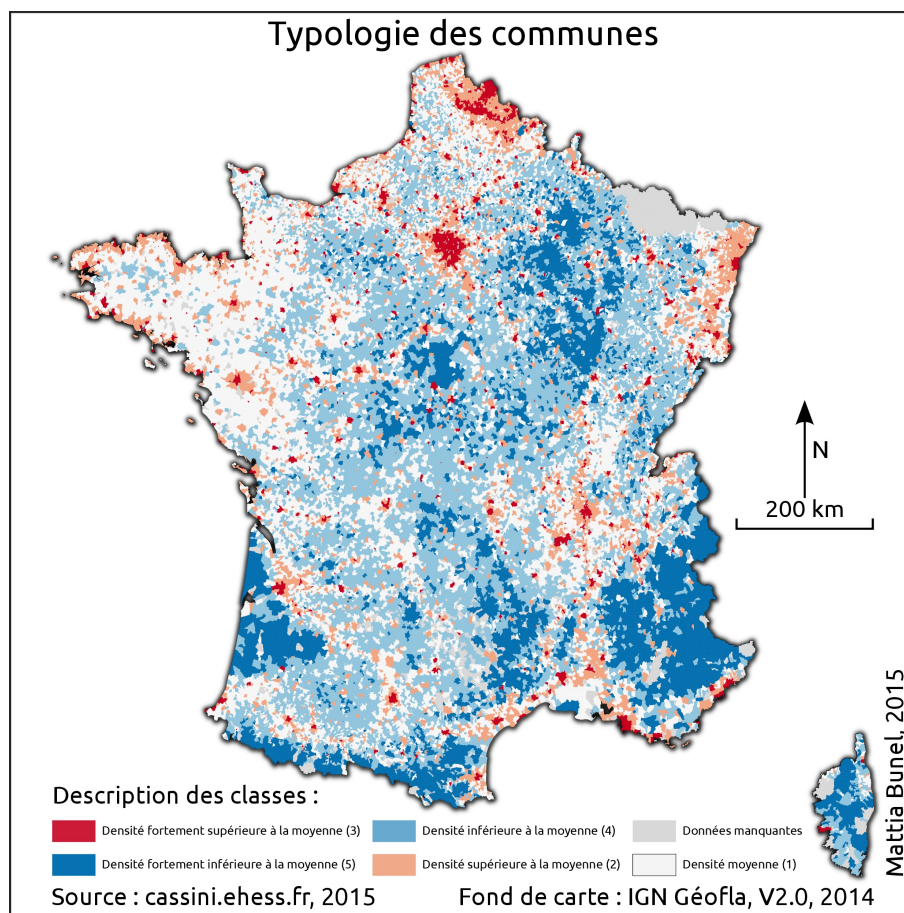 Typologie des communes
N
200 km
Mattia Bunel, 2015
Description des classes :
Densité fortement supérieure à la moyenne (3)
Densité inférieure à la moyenne (4)
Données manquantes
Densité fortement inférieure à la moyenne (5)
Densité supérieure à la moyenne (2)
Densité moyenne (1)
Source : cassini.ehess.fr, 2015
Fond de carte : IGN Géofla, V2.0, 2014